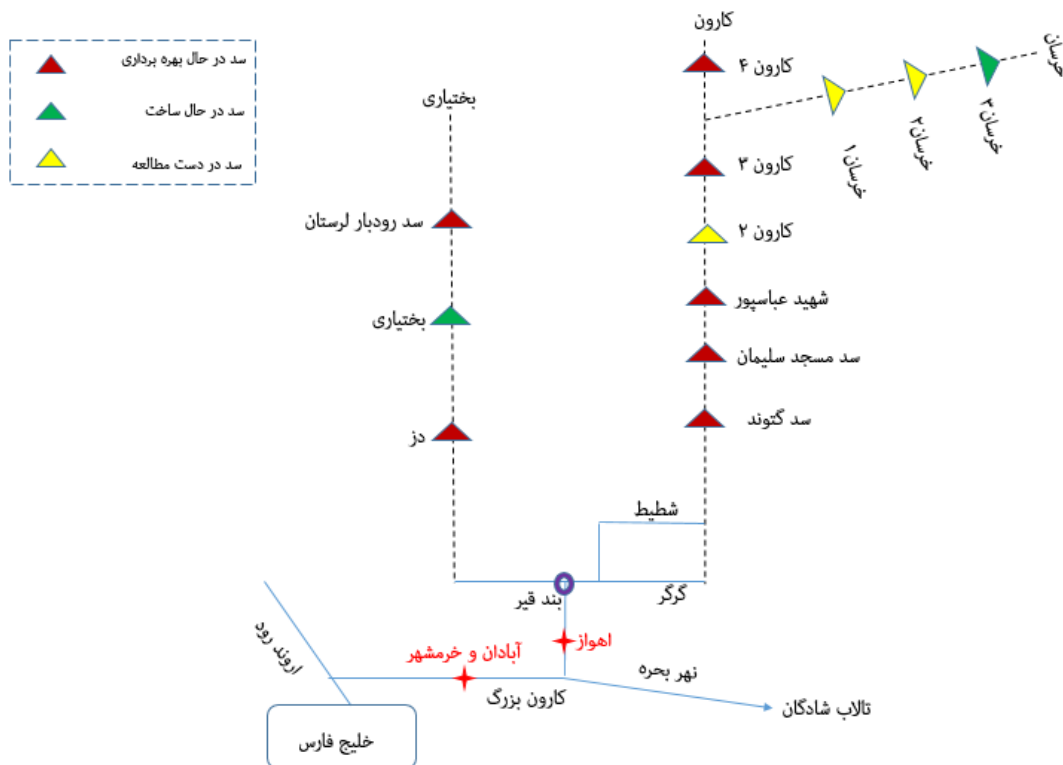 سد در حال بهره برداری
سد در حال ساخت
سد در دست مطالعه
کارون
کارون ۴
خرسان
خرسان ۳
خرسان۲
خرسان۱
کارون ۳
کارون ۲
شهید عباسپور
سد مسجد سلیمان
سد گتوند
بختیاری
سد رودبار لرستان
بختیاری
دز
شطیط
گرگر
بند قیر
اهواز
آبادان و خرمشهر
اروند رود
کارون بزرگ
نهر بحره
تالاب شادگان
خلیج فارس